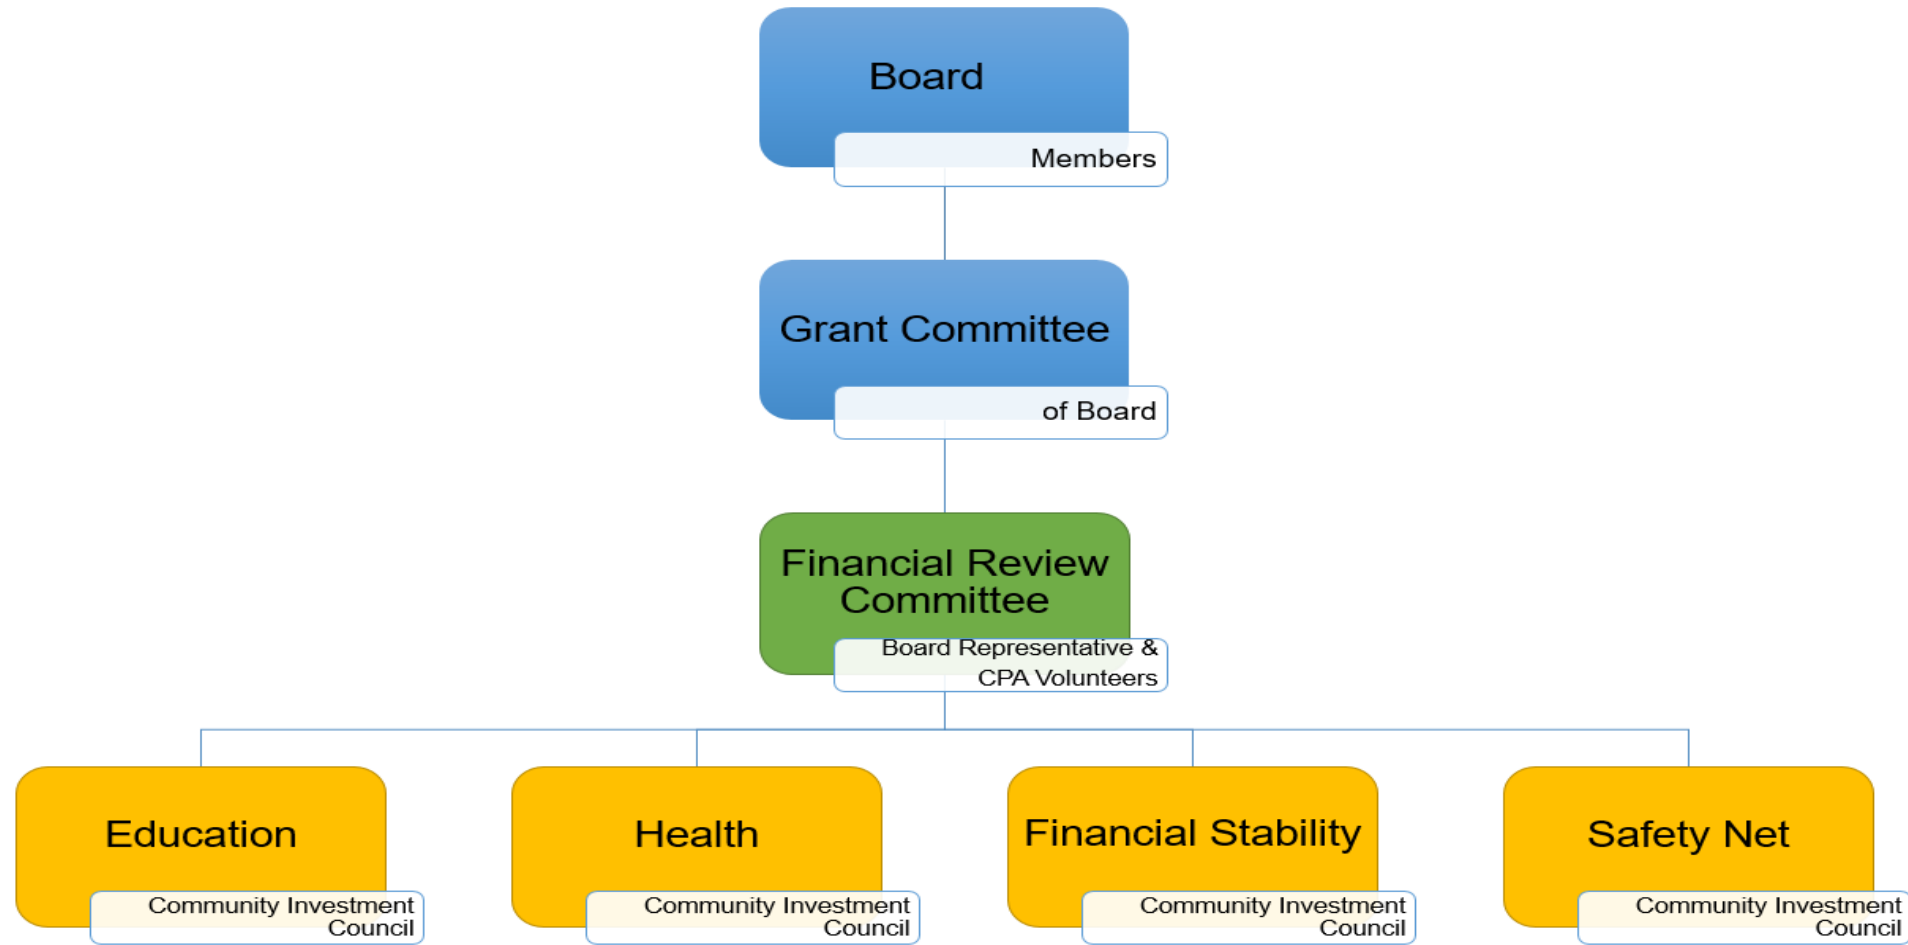 Board
Members
Grant Committee
of Board
Financial Review
Committee
Board Representative &
CPA Volunteers
Education
Community Investment
Council
Health
Community Investment
Council
Financial Stability
Community Investment
Council
Safety Net
Community Investment
Council